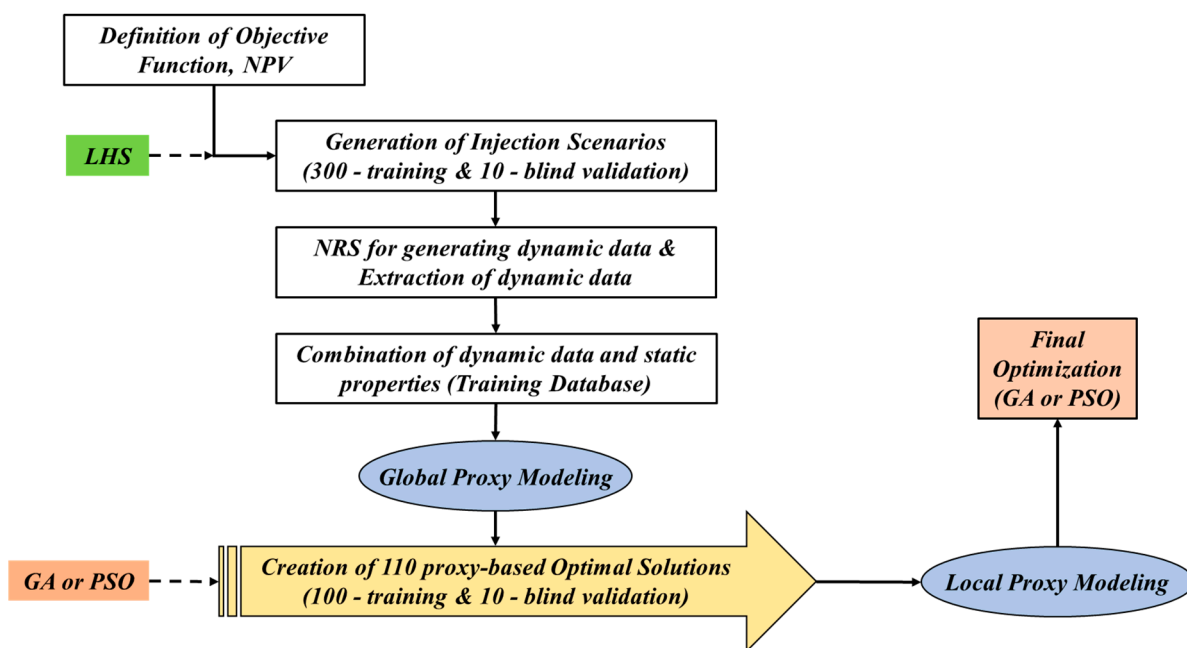 Definition of Objective
Function, NPV
LHS
Generation of Injection Scenarios
(300 - training & 10 - blind validation)
NRS for generating dynamic data &
Extraction of dynamic data
Combination of dynamic data and static
properties (Training Database)
Global Proxy Modeling
GA or PSO
Creation of 110 proxy-based Optimal Solutions
(100 - training & 10 - blind validation)
Local Proxy Modeling
Final
Optimization
(GA or PSO)